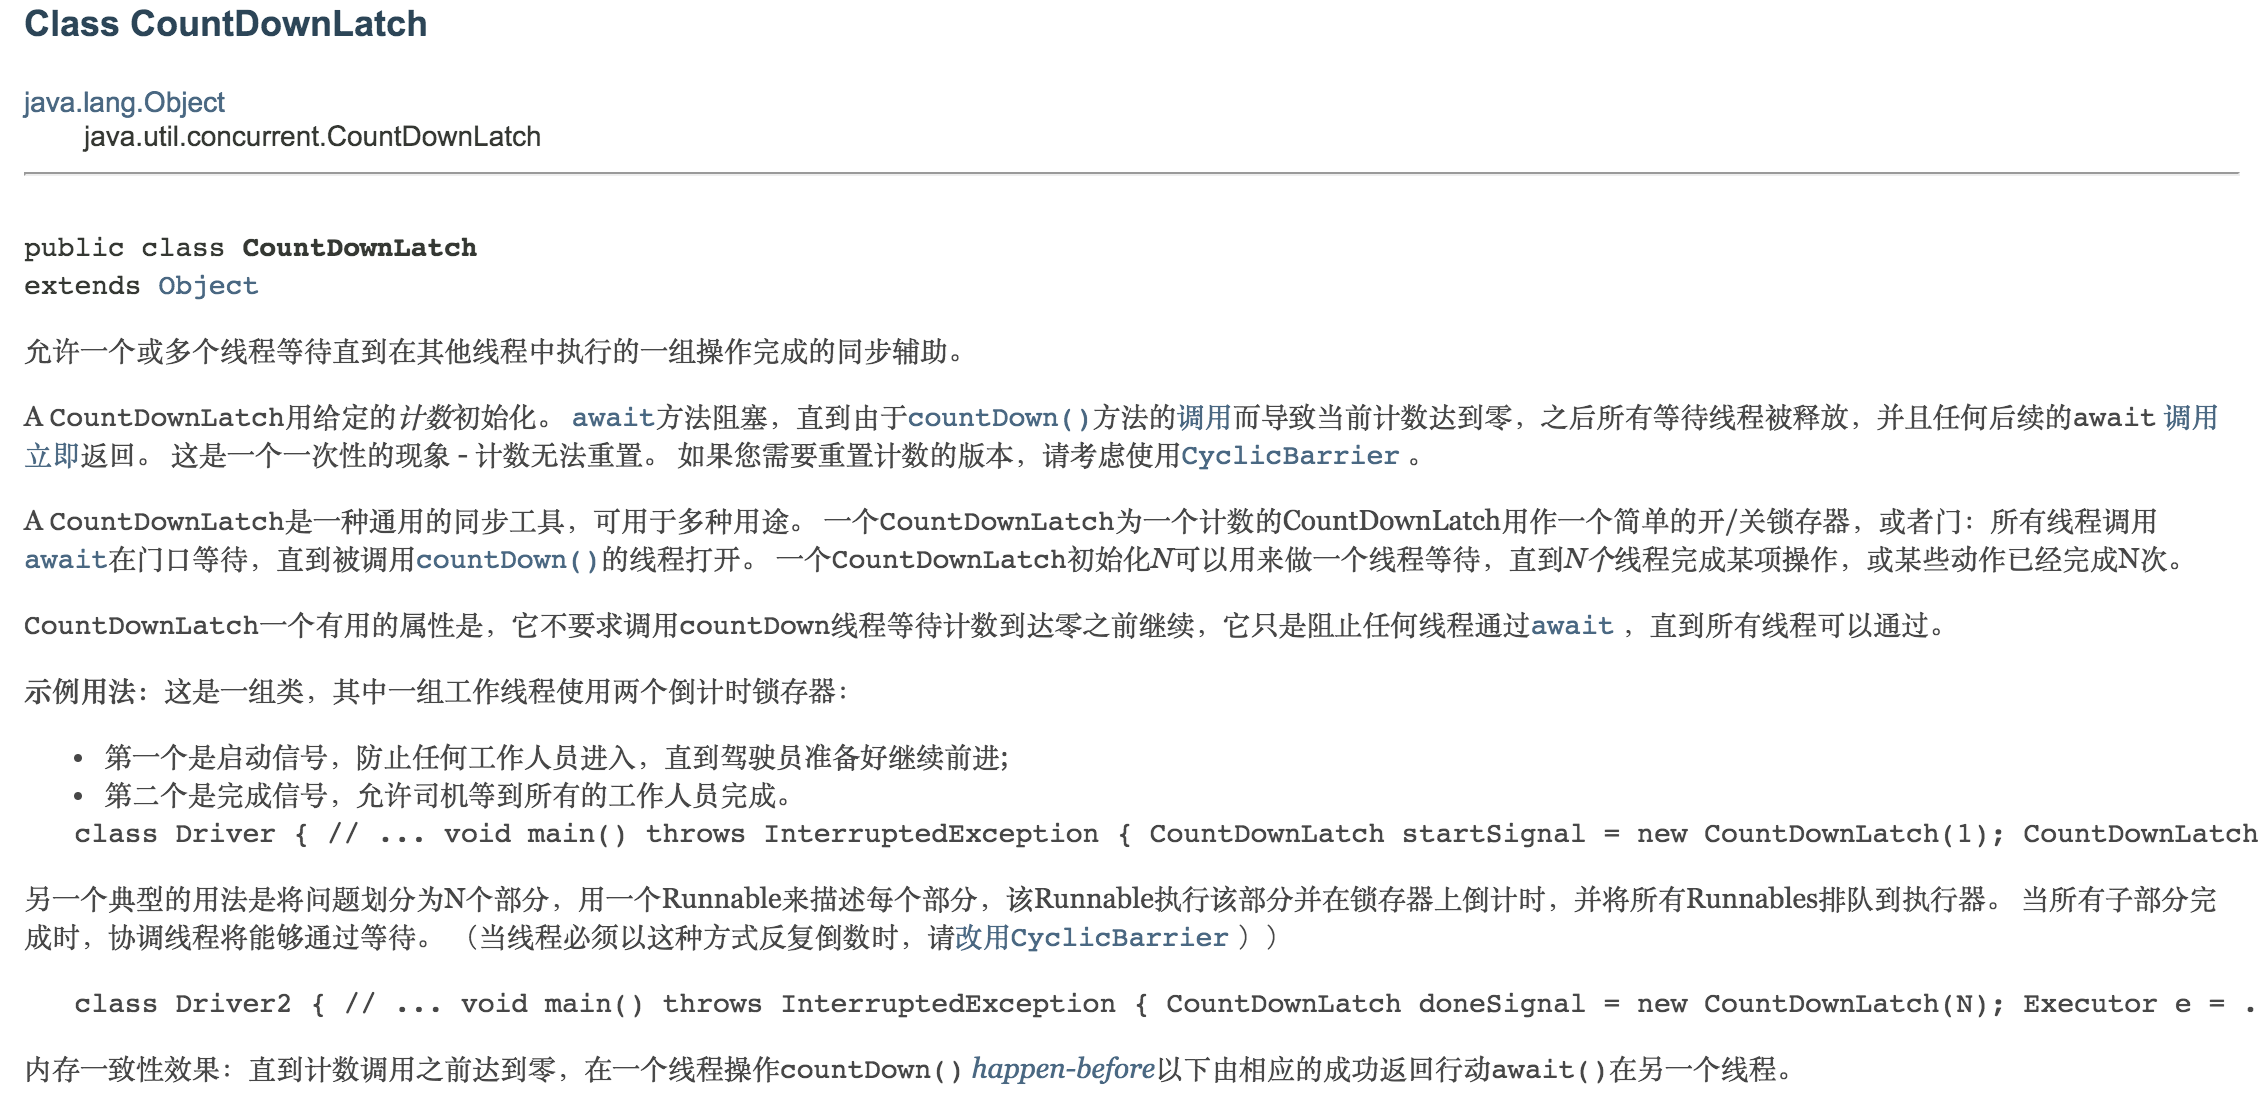 Class CountDownLatch
java.lang.Object
java.util.concurrent.CountDownLatch
public class CountDownLatch
extends Object
允许一个或多个线程等待直到在其他线程中执行的一组操作完成的同步辅助。
A CountDownLatch用给定的计数初始化。 await方法阻塞，直到由于countDown()方法的调用而导致当前计数达到零，之后所有等待线程被释放，并且任何后续的await 调用
立即返回。 这是一个一次性的现象 - 计数无法重置。 如果您需要重置计数的版本，请考虑使用CyclicBarrier 。
A CountDownLatch是一种通用的同步工具，可用于多种用途。 一个CountDownLatch为一个计数的CountDownLatch用作一个简单的开/关锁存器，或者门：所有线程调用
await在门口等待，直到被调用countDown()的线程打开。 一个CountDownLatch初始化N可以用来做一个线程等待，直到N个线程完成某项操作，或某些动作已经完成N次。
CountDownLatch一个有用的属性是，它不要求调用countDown线程等待计数到达零之前继续，它只是阻止任何线程通过await ，直到所有线程可以通过。
示例用法：这是一组类，其中一组工作线程使用两个倒计时锁存器：
• 第一个是启动信号，防止任何工作人员进入，直到驾驶员准备好继续前进;
• 第二个是完成信号，允许司机等到所有的工作人员完成。
class Driver { // ... void main() throws InterruptedException { CountDownLatch startSignal = new CountDownLatch(1); CountDownLatch
另一个典型的用法是将问题划分为N个部分，用一个Runnable来描述每个部分，该Runnable执行该部分并在锁存器上倒计时，并将所有Runnables排队到执行器。 当所有子部分完
成时，协调线程将能够通过等待。 （当线程必须以这种方式反复倒数时，请改用CyclicBarrier ））
class Driver2 { // ... void main() throws InterruptedException { CountDownLatch doneSignal = new CountDownLatch(N); Executor e = .
内存一致性效果：直到计数调用之前达到零，在一个线程操作countDown() happen-before以下由相应的成功返回行动await()在另一个线程。